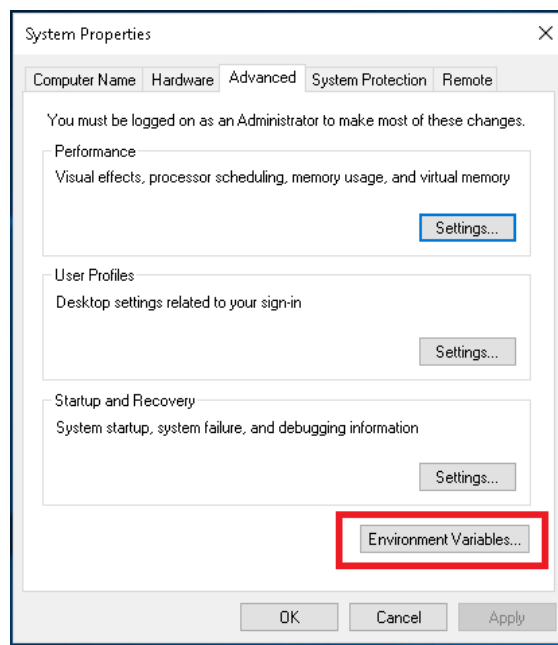 System Properties
Computer Name Hardware Advanced System Protection Remote
You must be logged on as an Administrator to make most of these changes.
Performance
Visual effects, processor scheduling, memory usage, and virtual memory
Settings...
User Profiles
Desktop settings related to your sign-in
Settings...
Startup and Recovery
System startup, system failure, and debugging information
Settings...
Environment Variables...
OK Cancel Apply